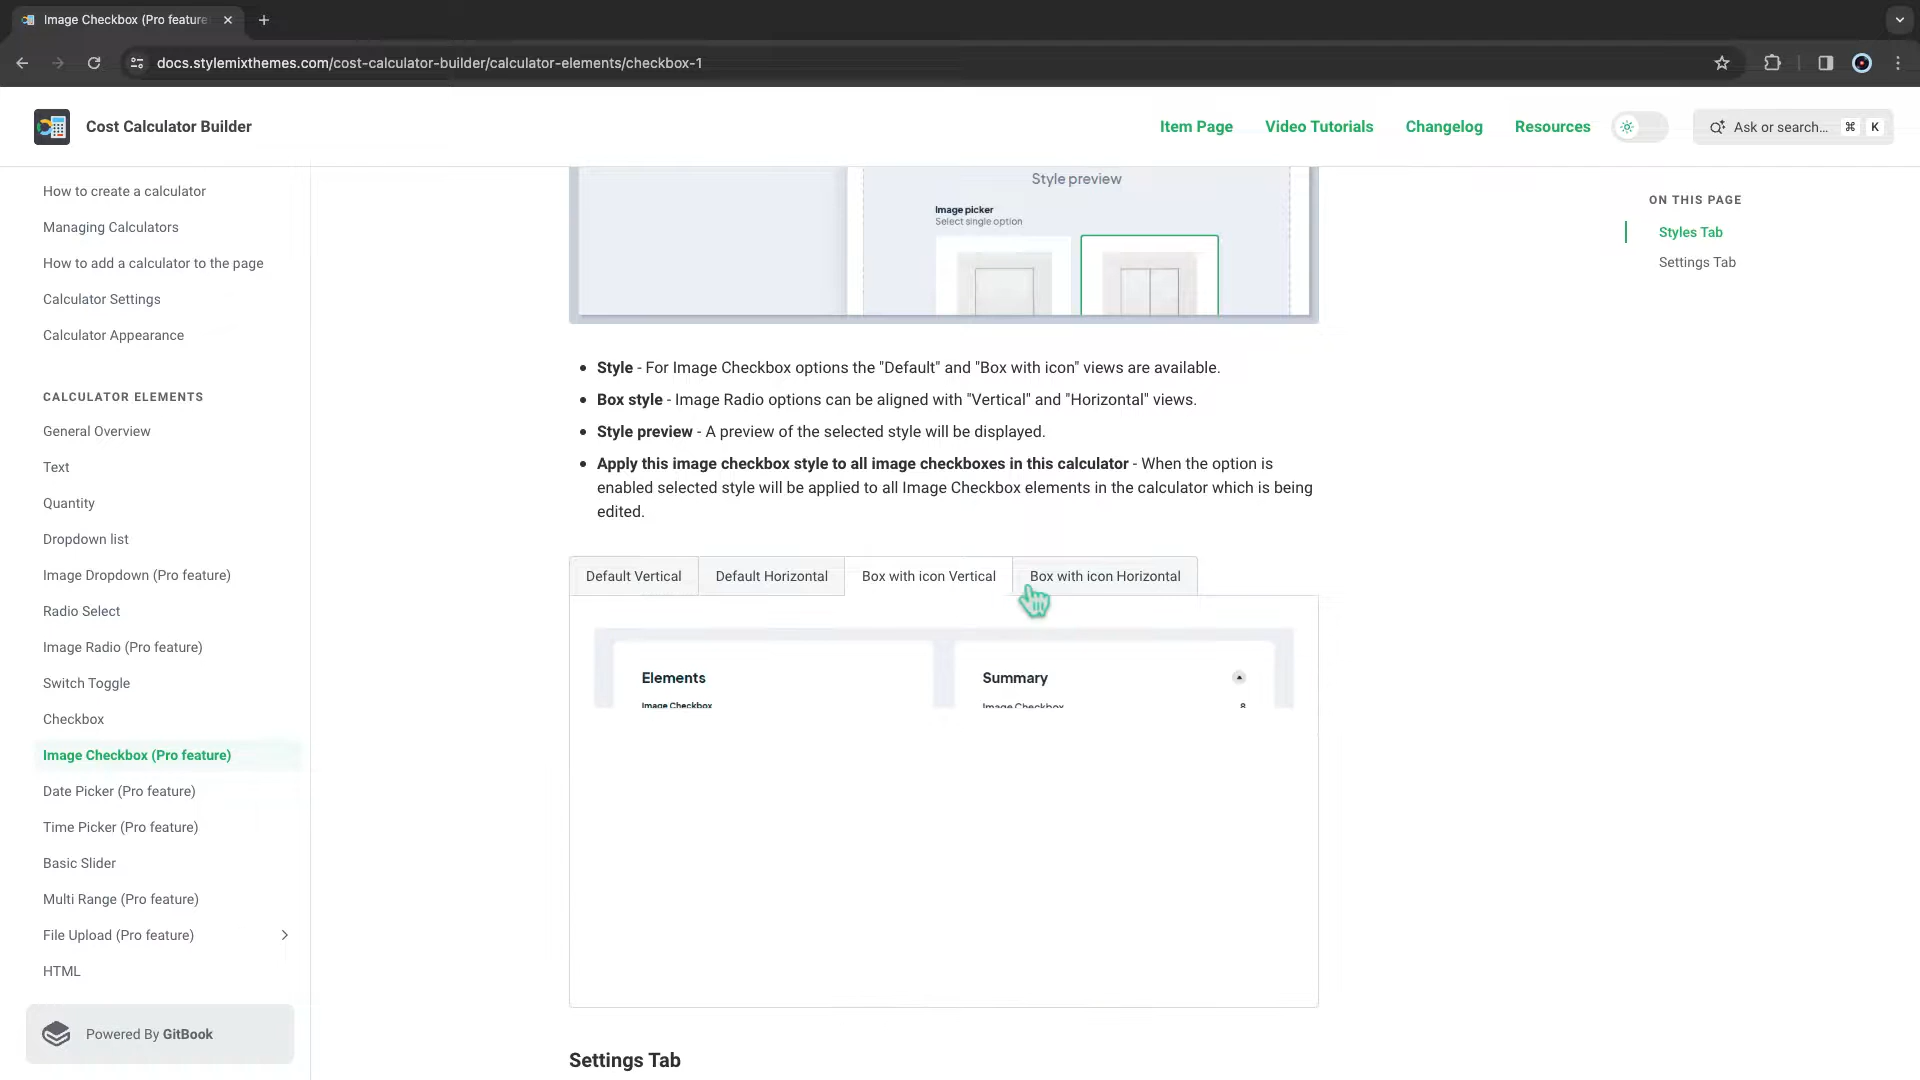 Image Checkbox (Pro feature
docs.stylemixthemes.com/cost-calculator-builder/calculator-elements/checkbox-1
Cost Calculator Builder
Item Page
Video Tutorials
Changelog
Resources
Ask or search...
⌘
K
How to create a calculator
Managing Calculators
How to add a calculator to the page
Calculator Settings
Calculator Appearance
CALCULATOR ELEMENTS
General Overview
Text
Quantity
Dropdown list
Image Dropdown (Pro feature)
Radio Select
Image Radio (Pro feature)
Switch Toggle
Checkbox
Image Checkbox (Pro feature)
Date Picker (Pro feature)
Time Picker (Pro feature)
Basic Slider
Multi Range (Pro feature)
File Upload (Pro feature)
HTML
Powered By GitBook
Style preview
Image picker
Select single option
Style - For Image Checkbox options the "Default" and "Box with icon" views are available.
Box style - Image Radio options can be aligned with "Vertical" and "Horizontal" views.
Style preview - A preview of the selected style will be displayed.
Apply this image checkbox style to all image checkboxes in this calculator - When the option is
enabled selected style will be applied to all Image Checkbox elements in the calculator which is being
edited.
Default Vertical
Default Horizontal
Box with icon Vertical
Box with icon Horizontal
Elements
Image Checkbox
Summary
Image Checkbox
8
Settings Tab
ON THIS PAGE
Styles Tab
Settings Tab